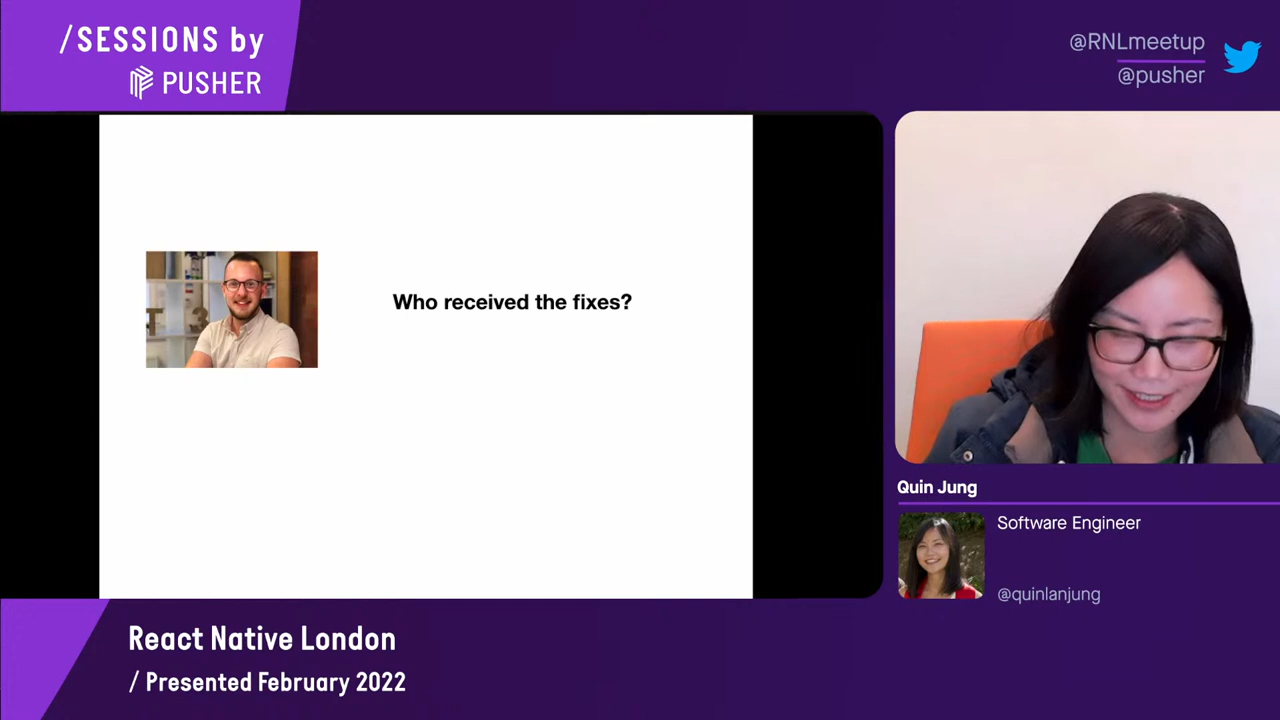 /SESSIONS by
PUSHER
@RNLmeetup
@pusher
Who received the fixes?
Quin Jung
Software Engineer
@quinlanjung
React Native London
/ Presented February 2022